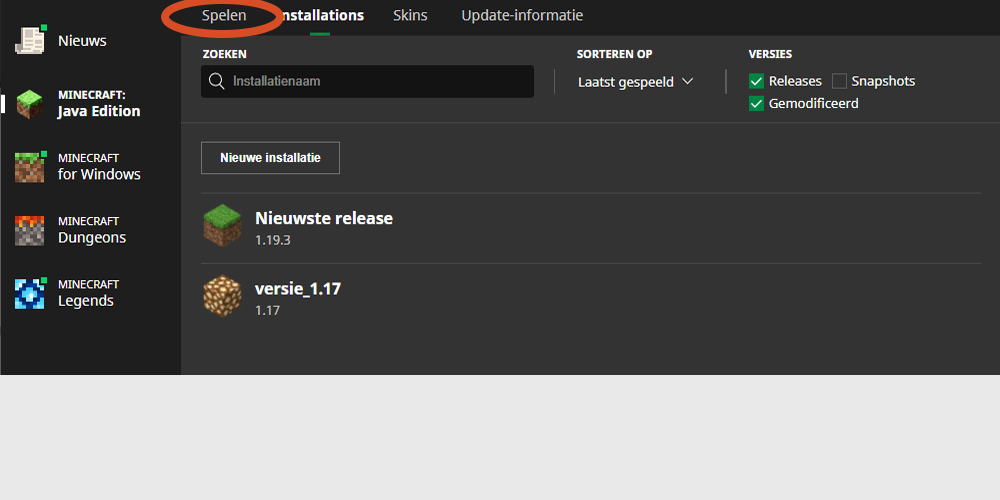 Spelen
Installations
Skins
Update-informatie
Nieuws
MINECRAFT:
Java Edition
MINECRAFT
for Windows
MINECRAFT
Dungeons
MINECRAFT
Legends
ZOEKEN
Installatienaam
SORTEREN OP
Laatst gespeeld
VERSIES
Releases
Snapshots
Gemodificeerd
Nieuwe installatie
Nieuwste release
1.19.3
versie_1.17
1.17